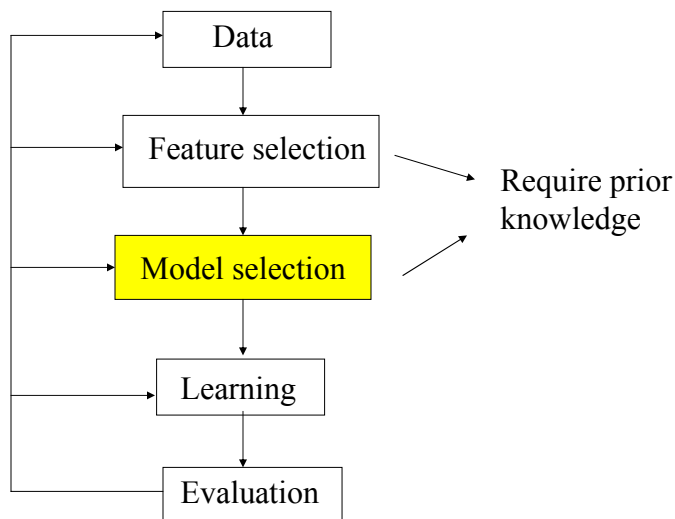 Data
Feature selection
Require prior
knowledge
Model selection
Learning
Evaluation